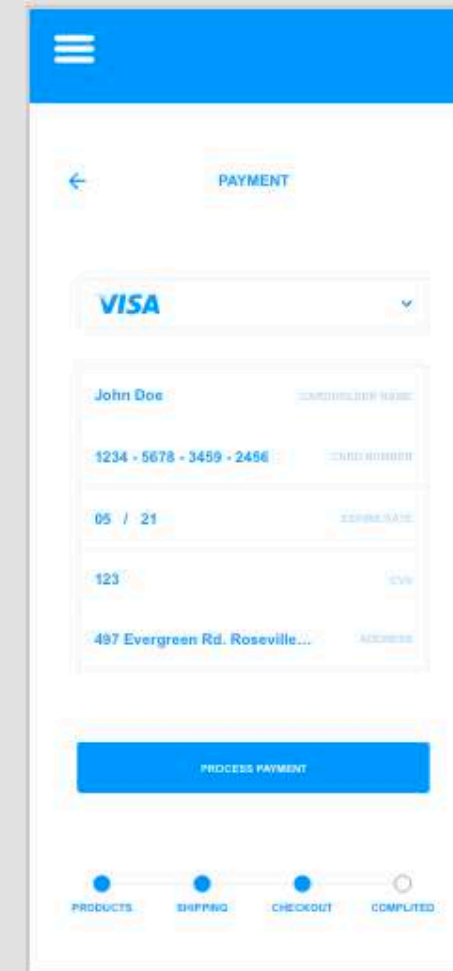 PAYMENT
VISA
John Doe CARDHOLDER NAME
1234 - 5678 - 3459 - 2456 CARD NUMBER
05 / 21 EXPIRE DATE
123 CVV
497 Evergreen Rd. Roseville... ADDRESS
PROCESS PAYMENT
PRODUCTS SHIPPING CHECKOUT COMPLITED